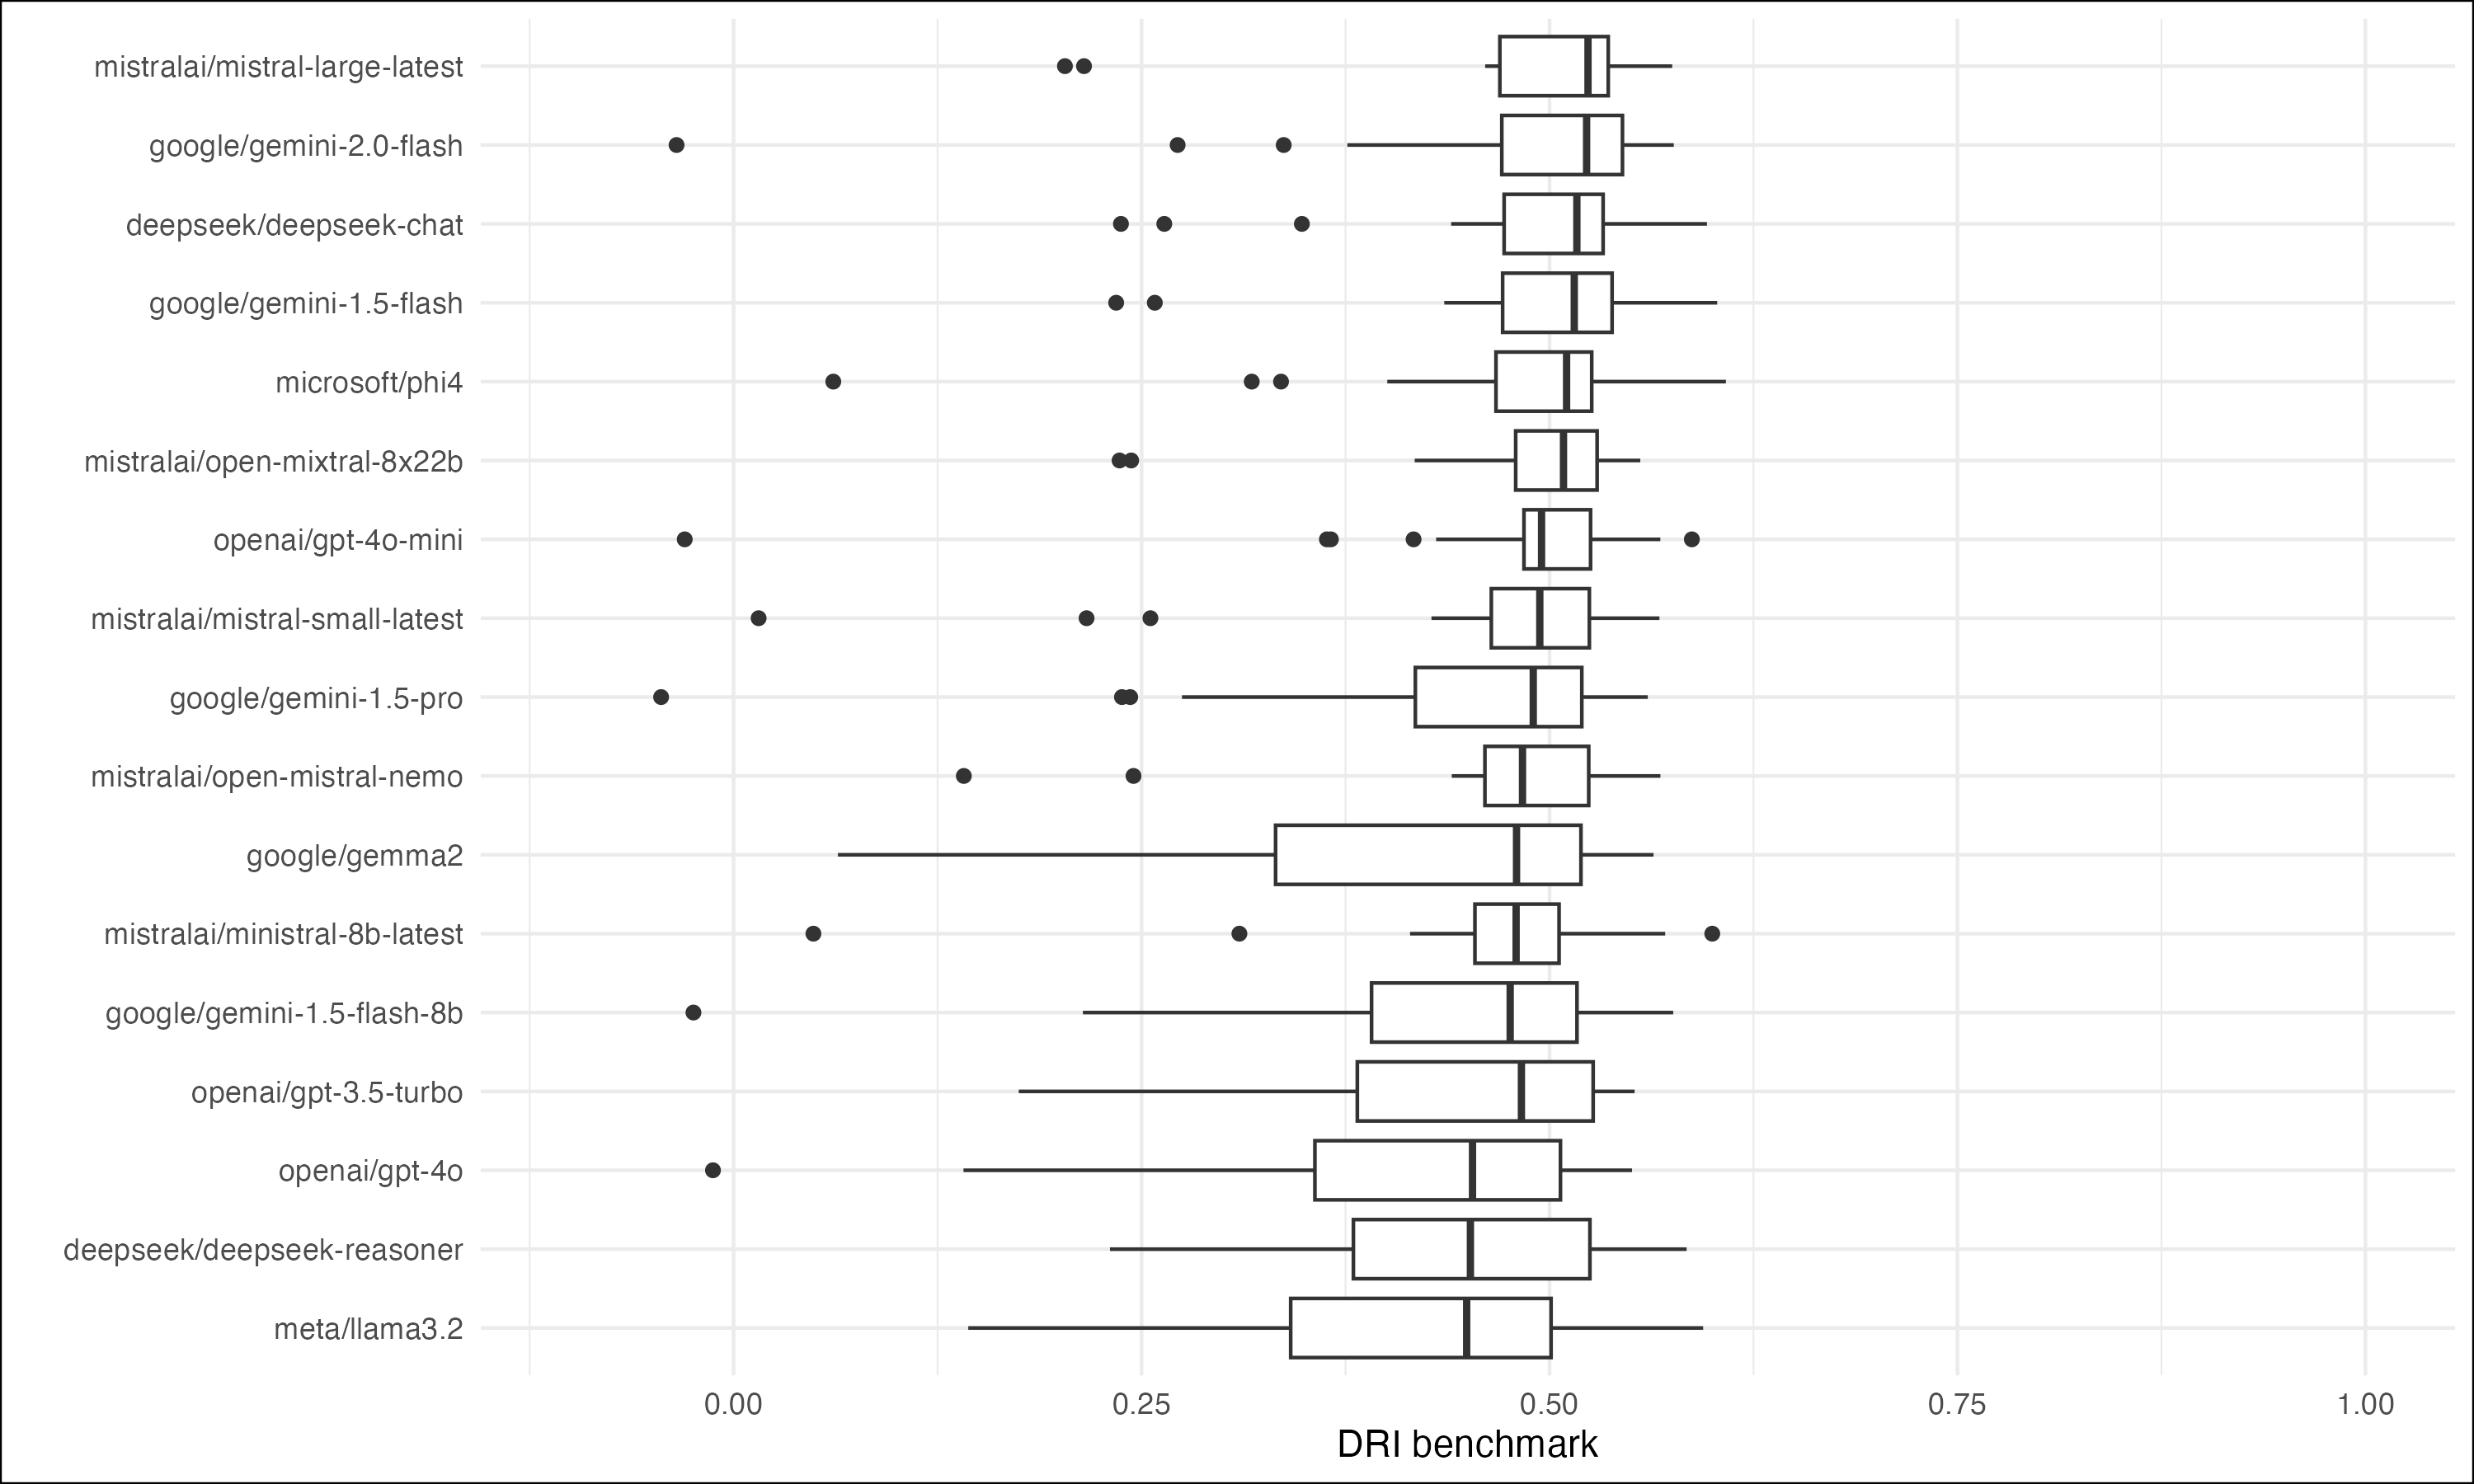 mistralai/mistral-large-latest
google/gemini-2.0-flash
deepseek/deepseek-chat
google/gemini-1.5-flash
microsoft/phi4
mistralai/open-mixtral-8x22b
openai/gpt-4o-mini
mistralai/mistral-small-latest
google/gemini-1.5-pro
mistralai/open-mistral-nemo
google/gemma2
mistralai/ministral-8b-latest
google/gemini-1.5-flash-8b
openai/gpt-3.5-turbo
openai/gpt-4o
deepseek/deepseek-reasoner
meta/llama3.2
0.00 0.25 0.50 0.75 1.00
DRI benchmark